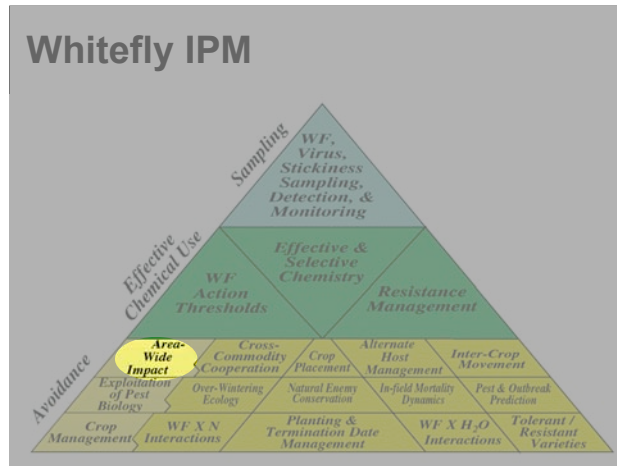 Whitefly IPM
Sampling
WF,
Virus,
Stickiness
Sampling,
Detection, &
Monitoring
Effective
Chemical Use
WF
Action
Thresholds
Effective &
Selective
Chemistry
Resistance
Management
Avoidance
Area-
Wide
Impact
Cross-
Commodity
Cooperation
Crop
Placement
Alternate
Host
Management
Inter-Crop
Movement
Exploitation
of Pest
Biology
Over-Wintering
Ecology
Natural Enemy
Conservation
In-field Mortality
Dynamics
Pest & Outbreak
Prediction
Crop
Management
WF X N
Interactions
Planting &
Termination Date
Management
WF X H₂O
Interactions
Tolerant /
Resistant
Varieties